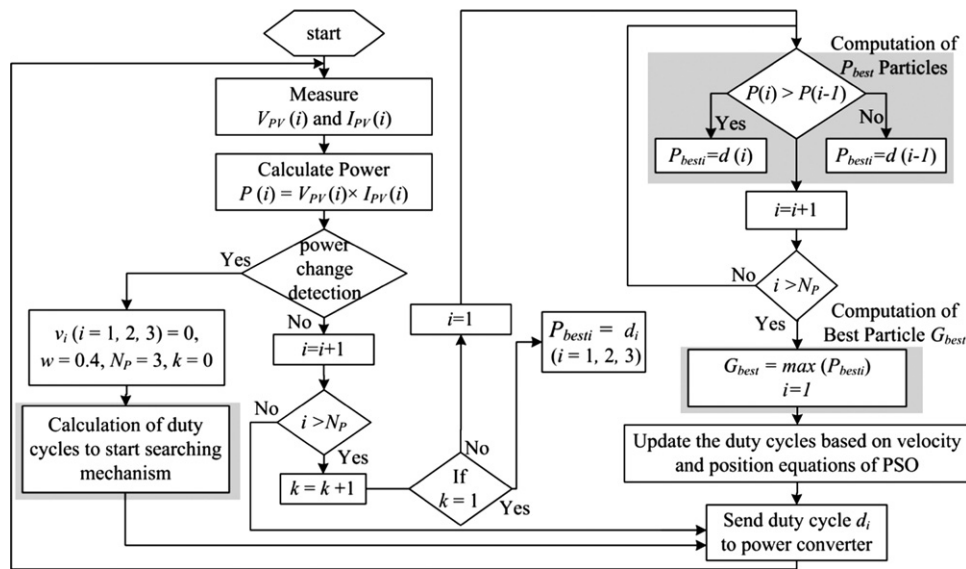 start
Measure
V_PV (i) and I_PV(i)
Calculate Power
P (i) = V_PV (i)× I_PV(i)
power
change
detection
Yes
No
v_i (i = 1, 2, 3) = 0,
w = 0.4, N_P = 3, k = 0
Calculation of duty
cycles to start searching
mechanism
i=i+1
i >N_P
No
Yes
k = k +1
If
k = 1
No
Yes
i=1
P_besti = d_i
(i = 1, 2, 3)
Computation of
P_best Particles
P(i) > P(i-1)
Yes
No
P_besti=d (i)
P_besti=d (i-1)
i=i+1
i >N_P
No
Yes
Computation of
Best Particle G_best
G_best = max (P_besti)
i=1
Update the duty cycles based on velocity
and position equations of PSO
Send duty cycle d_i
to power converter